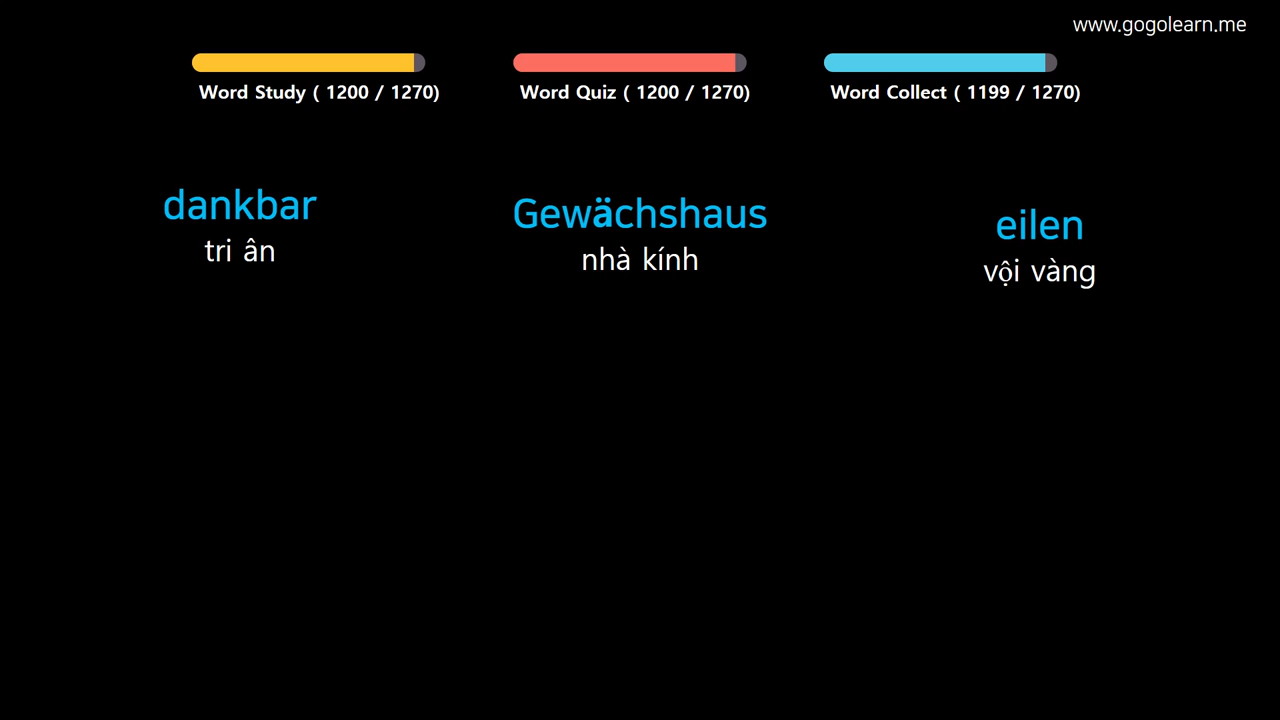 www.gogolearn.me
Word Study ( 1200 / 1270)
Word Quiz ( 1200 / 1270)
Word Collect ( 1199 / 1270)
dankbar
tri ân
Gewächshaus
nhà kính
eilen
vội vàng